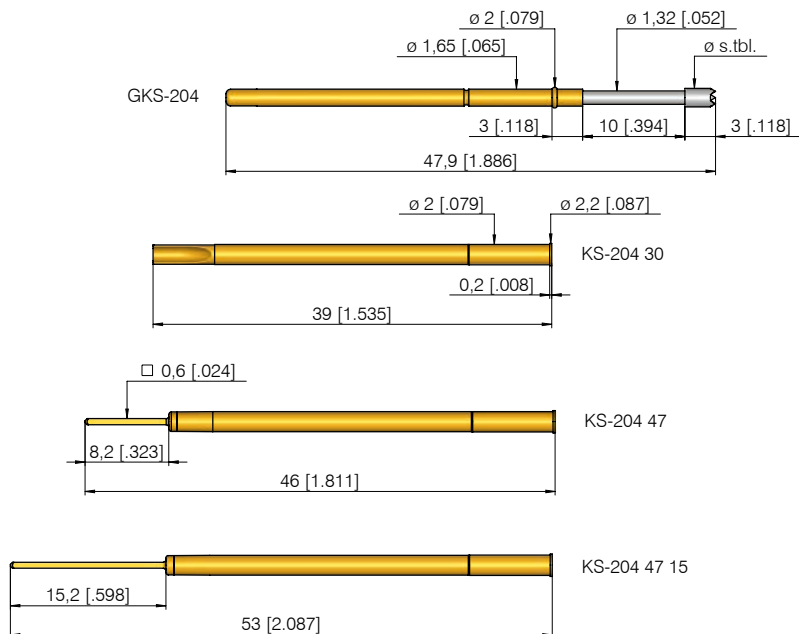 ø 2 [.079]
ø 1,32 [.052]
ø 1,65 [.065]
ø s.tbl.
GKS-204
3 [.118]
10 [.394]
3 [.118]
47,9 [1.886]
ø 2 [.079]
ø 2,2 [.087]
KS-204 30
0,2 [.008]
39 [1.535]
□ 0,6 [.024]
KS-204 47
8,2 [.323]
46 [1.811]
KS-204 47 15
15,2 [.598]
53 [2.087]